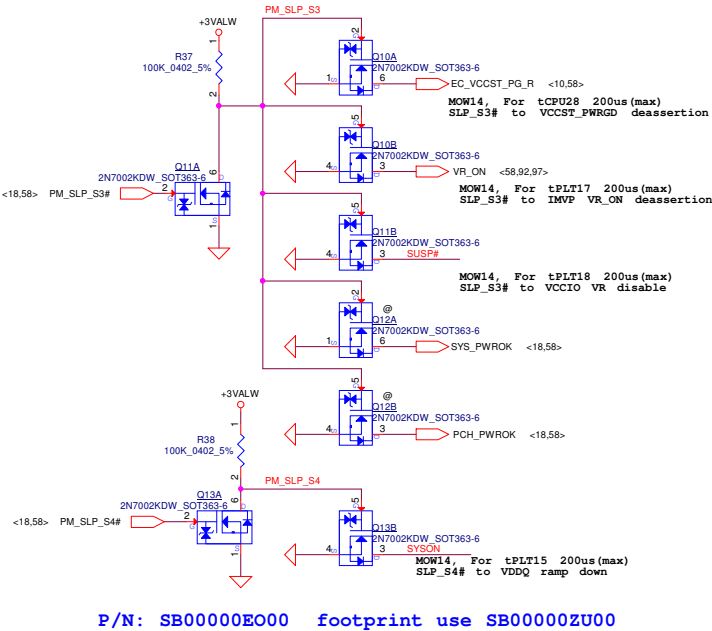 PM_SLP_S3
+3VALW
1
R37
100K_0402_5%
2
2
Q10A
2N7002KDW_SOT363-6
1
6
EC_VCCST_PG_R <10,58>
MOW14, For tCPU28 200us(max)
SLP_S3# to VCCST_PWRGD deassertion
5
Q10B
2N7002KDW_SOT363-6
4
3
VR_ON <58,92,97>
MOW14, For tPLT17 200us(max)
SLP_S3# to IMVP VR_ON deassertion
Q11A
2N7002KDW_SOT363-6
6
<18,58> PM_SLP_S3#
2
G
D
S
1
5
Q11B
2N7002KDW_SOT363-6
4
3
SUSP#
MOW14, For tPLT18 200us(max)
SLP_S3# to VCCIO VR disable
2
@
Q12A
2N7002KDW_SOT363-6
1
6
SYS_PWROK <18,58>
5
@
Q12B
2N7002KDW_SOT363-6
4
3
PCH_PWROK <18,58>
+3VALW
1
R38
100K_0402_5%
2
PM_SLP_S4
Q13A
2N7002KDW_SOT363-6
6
<18,58> PM_SLP_S4#
2
G
D
S
1
5
Q13B
2N7002KDW_SOT363-6
4
3
SYSON
MOW14, For tPLT15 200us(max)
SLP_S4# to VDDQ ramp down
P/N: SB00000EO00 footprint use SB00000ZU00